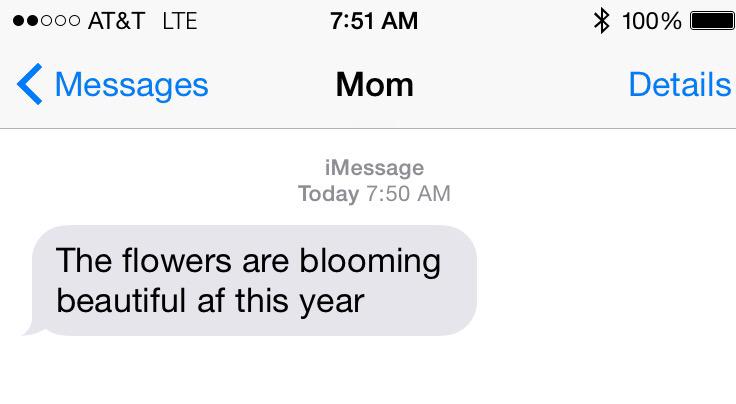 AT&T LTE 7:51 AM 100%
Messages Mom Details
iMessage
Today 7:50 AM
The flowers are blooming
beautiful af this year